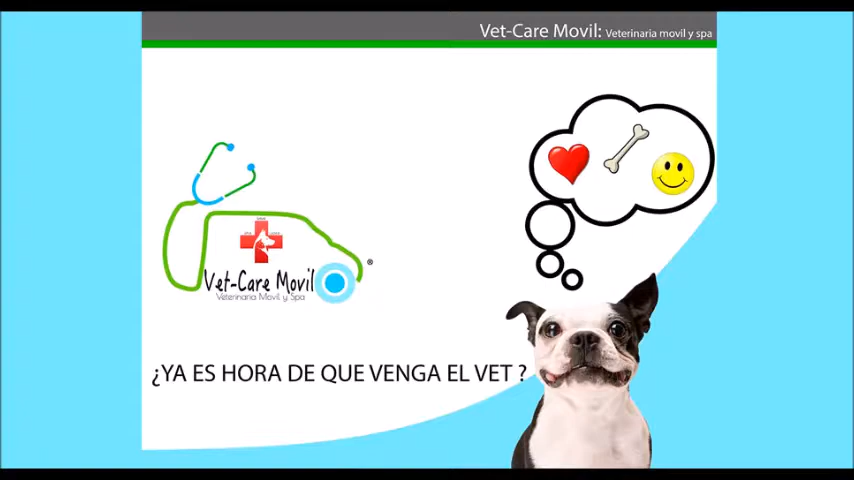 Vet-Care Movil: Veterinaria movil y spa
Vet-Care Movil
Veterinaria Movil y Spa
®
¿YA ES HORA DE QUE VENGA EL VET ?